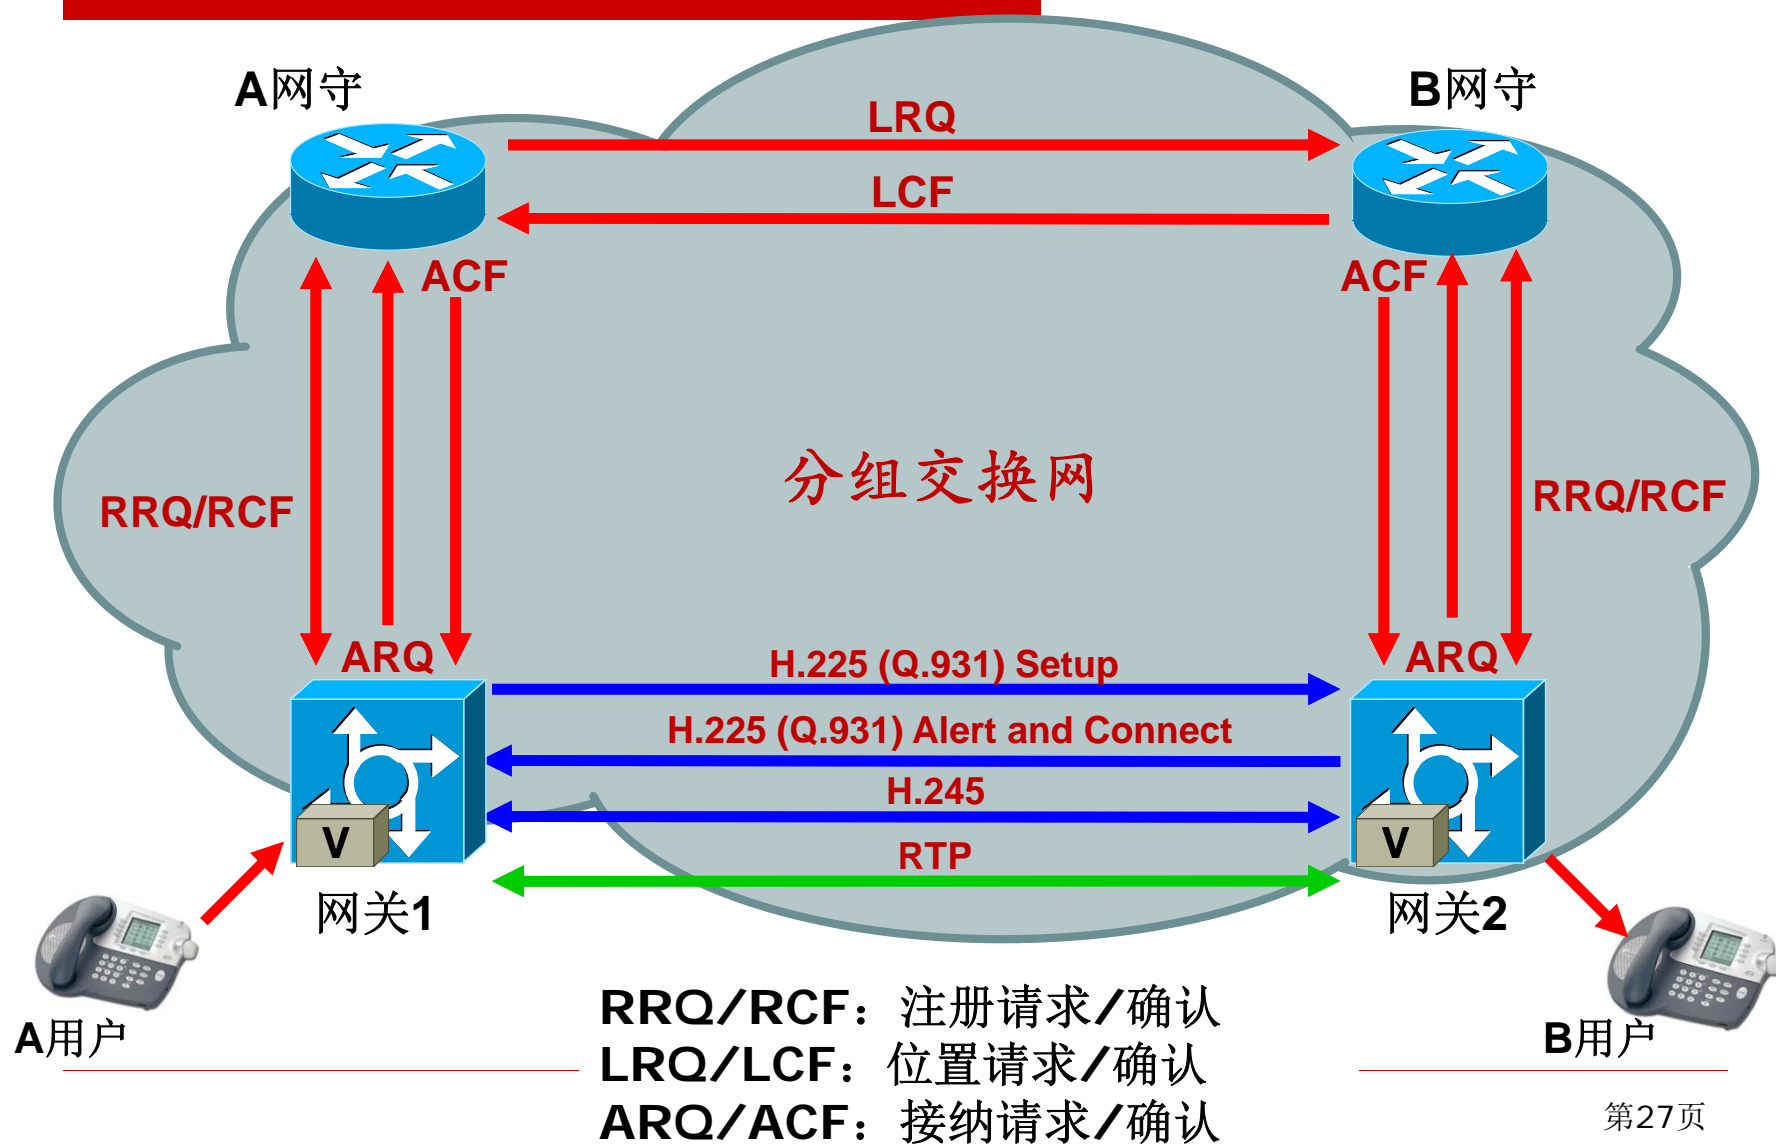 A网守
B网守
LRQ
LCF
ACF
ACF
分组交换网
RRQ/RCF
RRQ/RCF
ARQ
ARQ
H.225 (Q.931) Setup
H.225 (Q.931) Alert and Connect
H.245
RTP
V
V
网关1
网关2
A用户
B用户
RRQ/RCF：注册请求/确认
LRQ/LCF：位置请求/确认
ARQ/ACF：接纳请求/确认
第27页